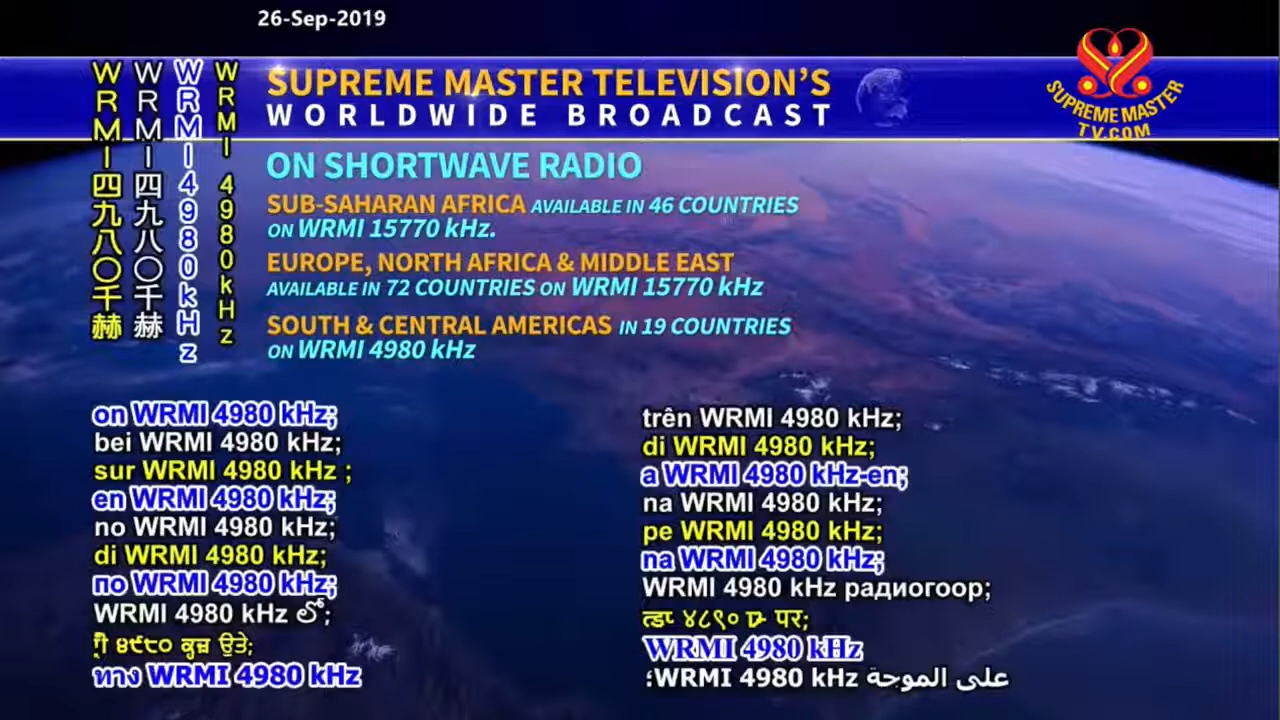 26-Sep-2019
WRMI四九八〇千赫
WRMI四九八〇千赫
WRMI4980kHz
WRMI 4980kHz
SUPREME MASTER TELEVISION'S
WORLDWIDE BROADCAST
SUPREME MASTER
TV.COM
ON SHORTWAVE RADIO
SUB-SAHARAN AFRICA AVAILABLE IN 46 COUNTRIES
ON WRMI 15770 kHz.
EUROPE, NORTH AFRICA & MIDDLE EAST
AVAILABLE IN 72 COUNTRIES ON WRMI 15770 kHz
SOUTH & CENTRAL AMERICAS IN 19 COUNTRIES
ON WRMI 4980 kHz
on WRMI 4980 kHz;
bei WRMI 4980 kHz;
sur WRMI 4980 kHz ;
en WRMI 4980 kHz;
no WRMI 4980 kHz;
di WRMI 4980 kHz;
по WRMI 4980 kHz;
WRMI 4980 kHz లో;
੪੯੮੦ ਉਤੇ;
ทาง WRMI 4980 kHz
trên WRMI 4980 kHz;
di WRMI 4980 kHz;
a WRMI 4980 kHz-en;
na WRMI 4980 kHz;
pe WRMI 4980 kHz;
na WRMI 4980 kHz;
WRMI 4980 kHz радиогоор;
४८९० पर;
WRMI 4980 kHz
على الموجة WRMI 4980 kHz؛